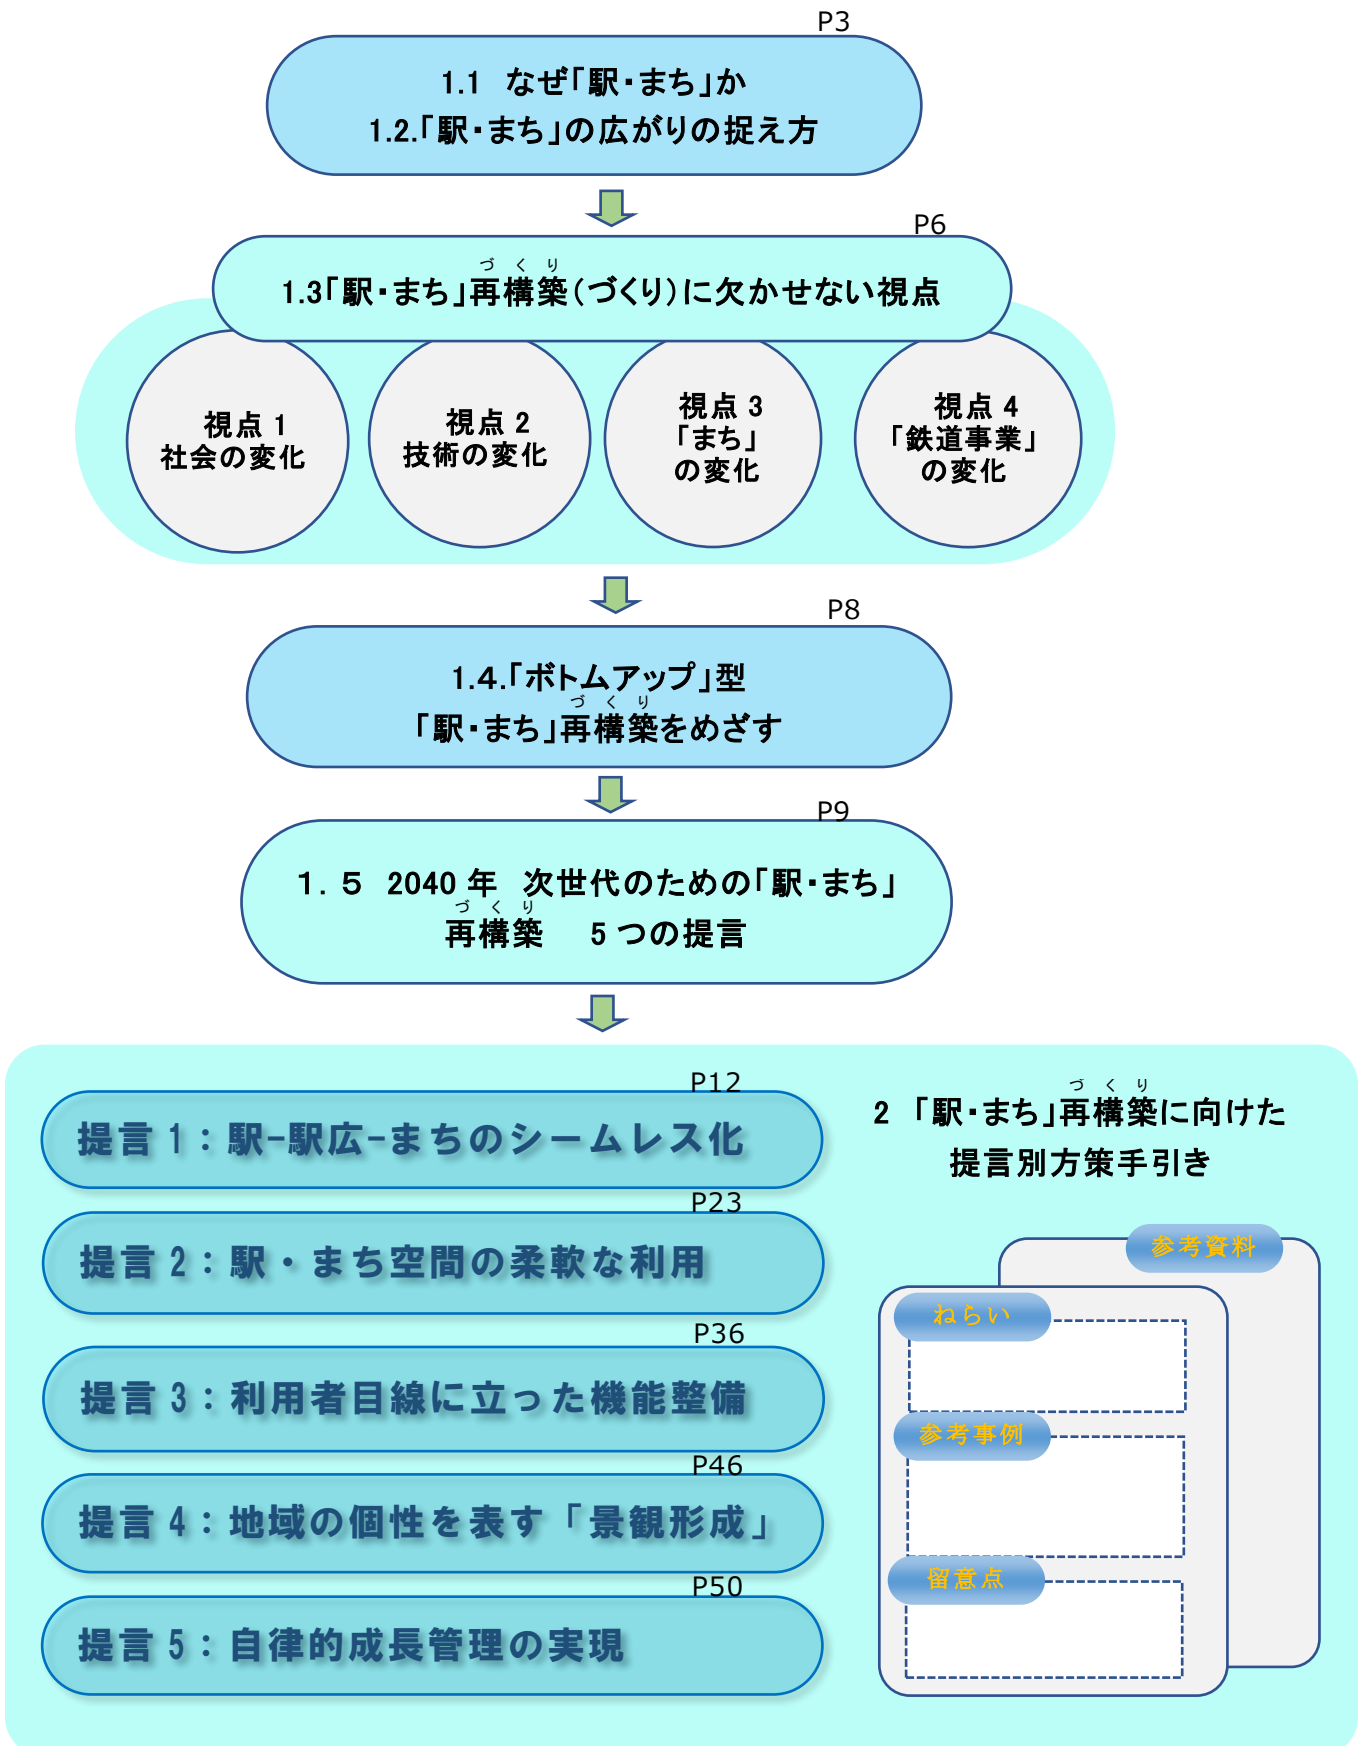 P3
1.1 なぜ「駅・まち」か
1.2.「駅・まち」の広がりの捉え方
P6
づくり
1.3「駅・まち」再構築(づくり)に欠かせない視点
視点 1
社会の変化
視点 2
技術の変化
視点 3
「まち」
の変化
視点 4
「鉄道事業」
の変化
P8
1.4.「ボトムアップ」型
づくり
「駅・まち」再構築をめざす
P9
1.5 2040 年 次世代のための「駅・まち」
づくり
再構築 5 つの提言
P12
提言 1：駅-駅広-まちのシームレス化
P23
提言 2：駅・まち空間の柔軟な利用
P36
提言 3：利用者目線に立った機能整備
P46
提言 4：地域の個性を表す「景観形成」
P50
提言 5：自律的成長管理の実現
づくり
2 「駅・まち」再構築に向けた
提言別方策手引き
参考資料
ねらい
参考事例
留意点